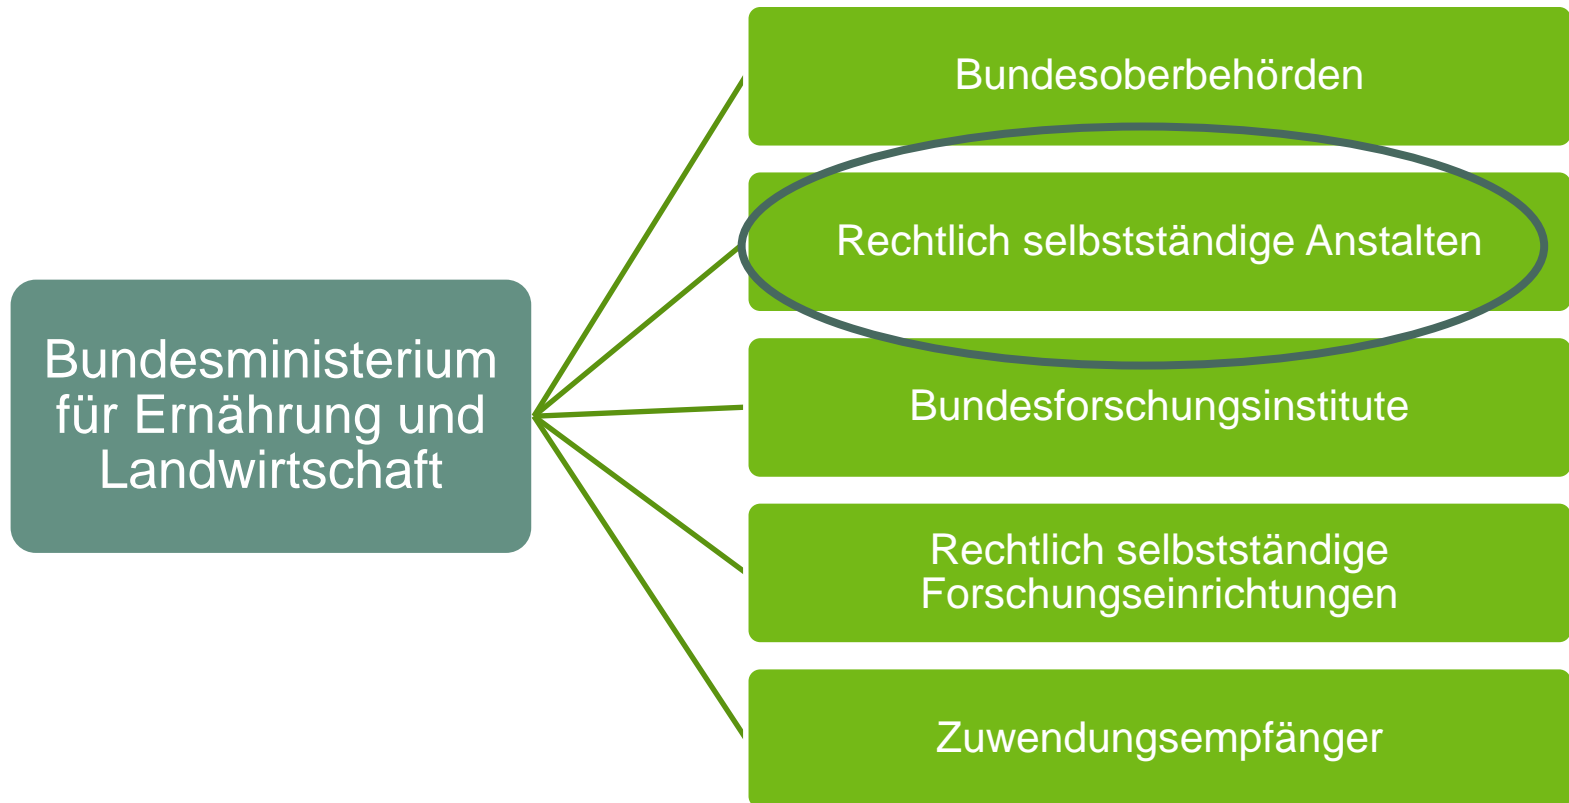 Bundesministerium
für Ernährung und
Landwirtschaft
Bundesoberbehörden
Rechtlich selbstständige Anstalten
Bundesforschungsinstitute
Rechtlich selbstständige
Forschungseinrichtungen
Zuwendungsempfänger